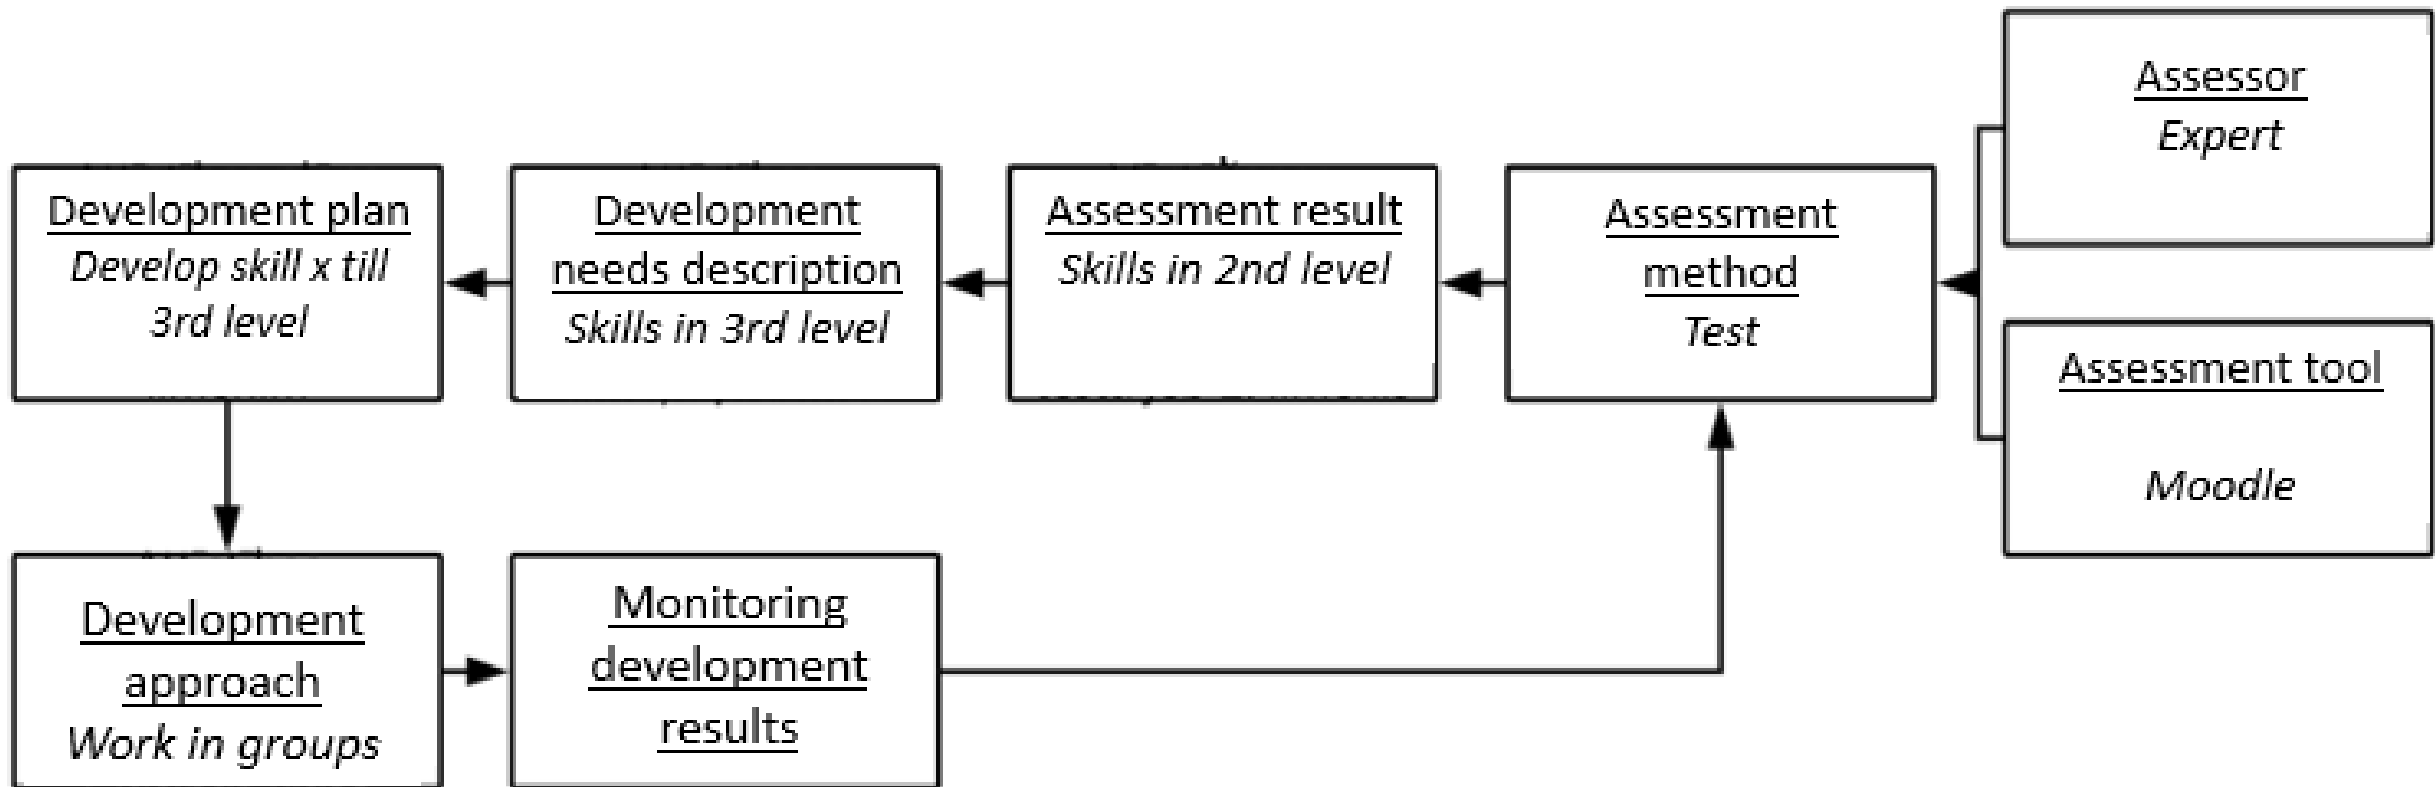 Assessor
Expert
Development plan
Develop skill x till
3rd level
Development
needs description
Skills in 3rd level
Assessment result
Skills in 2nd level
Assessment
method
Test
Assessment tool
Moodle
Development
approach
Work in groups
Monitoring
development
results